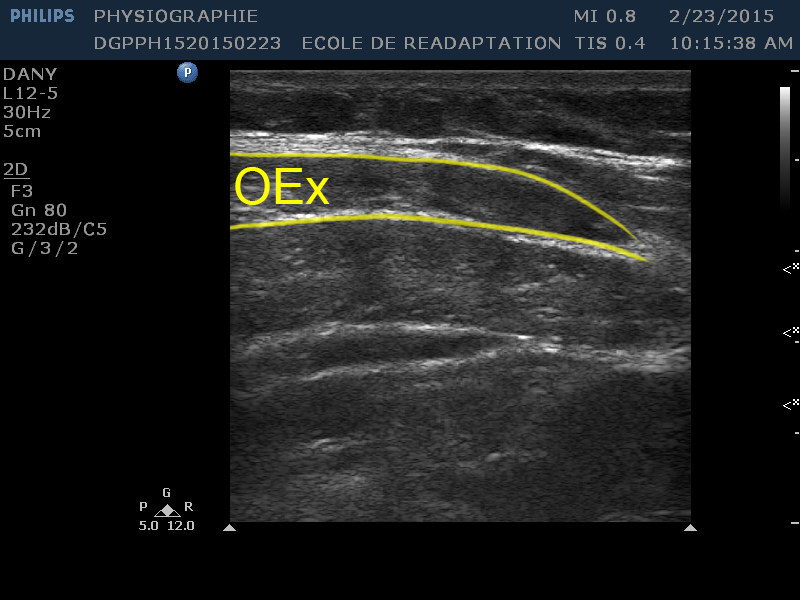 PHILIPS PHYSIOGRAPHIE MI 0.8 2/23/2015
DGPPH1520150223 ECOLE DE READAPTATION TIS 0.4 10:15:38 AM
DANY
L12-5
30Hz
5cm
2D
F3
Gn 80
232dB/C5
G/3/2
P
OEx
G
P R
5.0 12.0